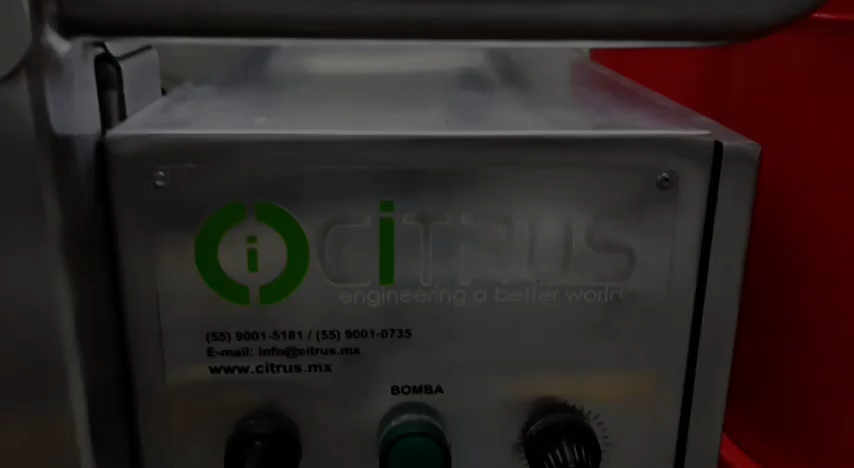 CiTRUS
engineering a better world
(55) 9001-5181 / (55) 9001-0735
E-mail: info@citrus.mx
www.citrus.mx
BOMBA